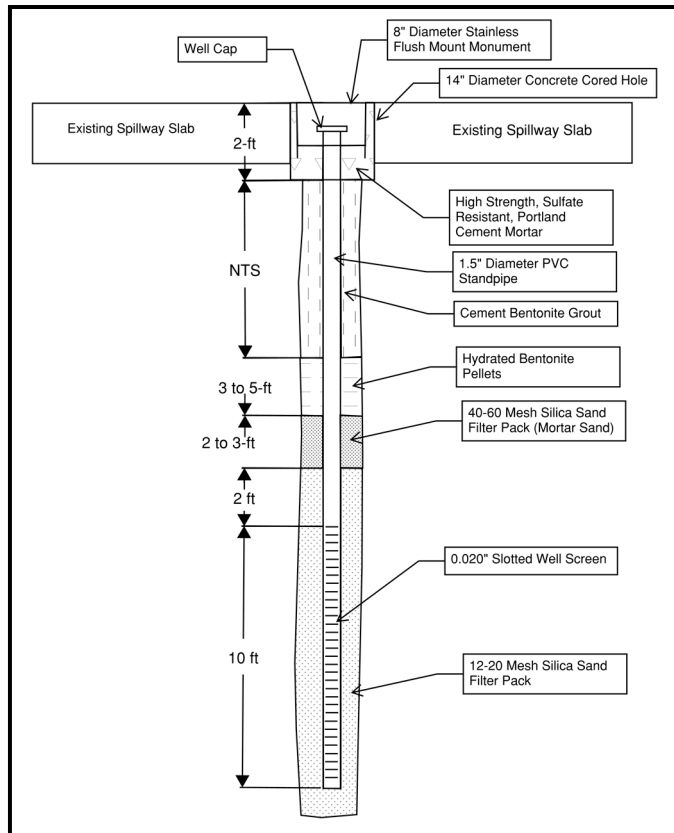 8" Diameter Stainless
Flush Mount Monument
Well Cap
14" Diameter Concrete Cored Hole
Existing Spillway Slab
2-ft
Existing Spillway Slab
High Strength, Sulfate
Resistant, Portland
Cement Mortar
NTS
1.5" Diameter PVC
Standpipe
Cement Bentonite Grout
Hydrated Bentonite
Pellets
3 to 5-ft
40-60 Mesh Silica Sand
Filter Pack (Mortar Sand)
2 to 3-ft
2 ft
0.020" Slotted Well Screen
10 ft
12-20 Mesh Silica Sand
Filter Pack